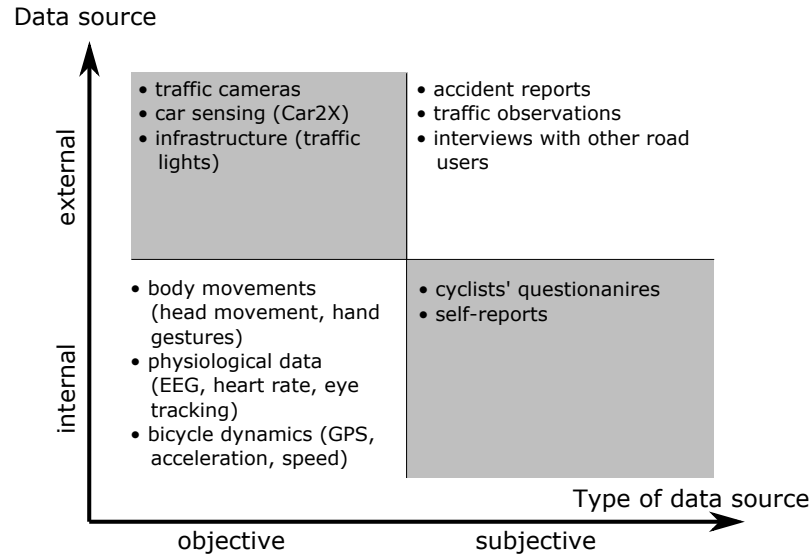 Data source
external
internal
• traffic cameras
• car sensing (Car2X)
• infrastructure (traffic
lights)
• accident reports
• traffic observations
• interviews with other road
users
• body movements
(head movement, hand
gestures)
• physiological data
(EEG, heart rate, eye
tracking)
• bicycle dynamics (GPS,
acceleration, speed)
• cyclists' questionanires
• self-reports
Type of data source
objective
subjective